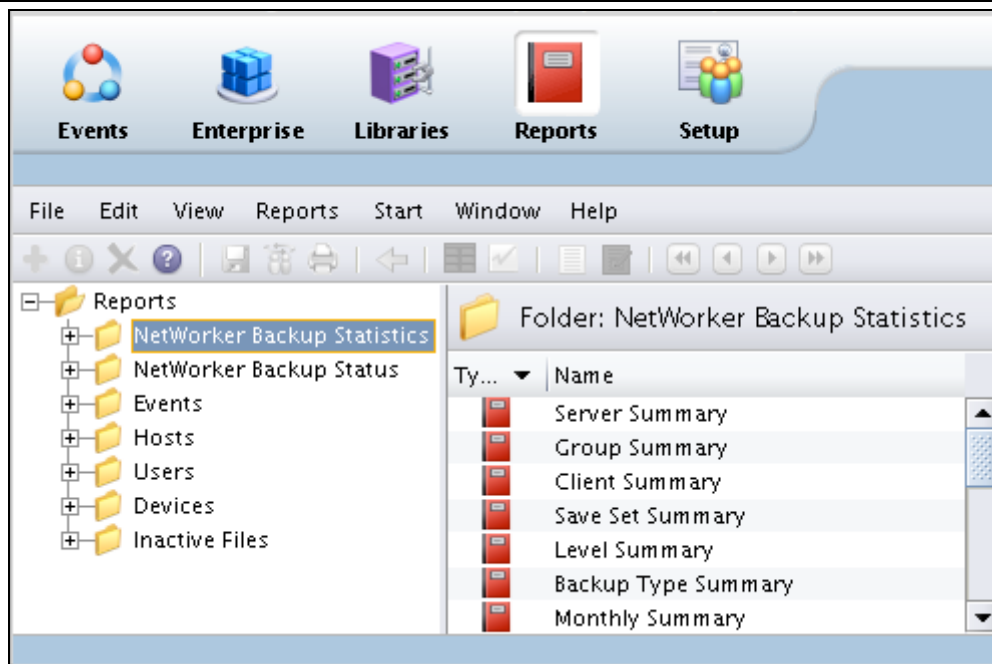 Events Enterprise Libraries Reports Setup
File Edit View Reports Start Window Help
Reports
NetWorker Backup Statistics
NetWorker Backup Status
Events
Hosts
Users
Devices
Inactive Files
Folder: NetWorker Backup Statistics
Ty... Name
Server Summary
Group Summary
Client Summary
Save Set Summary
Level Summary
Backup Type Summary
Monthly Summary